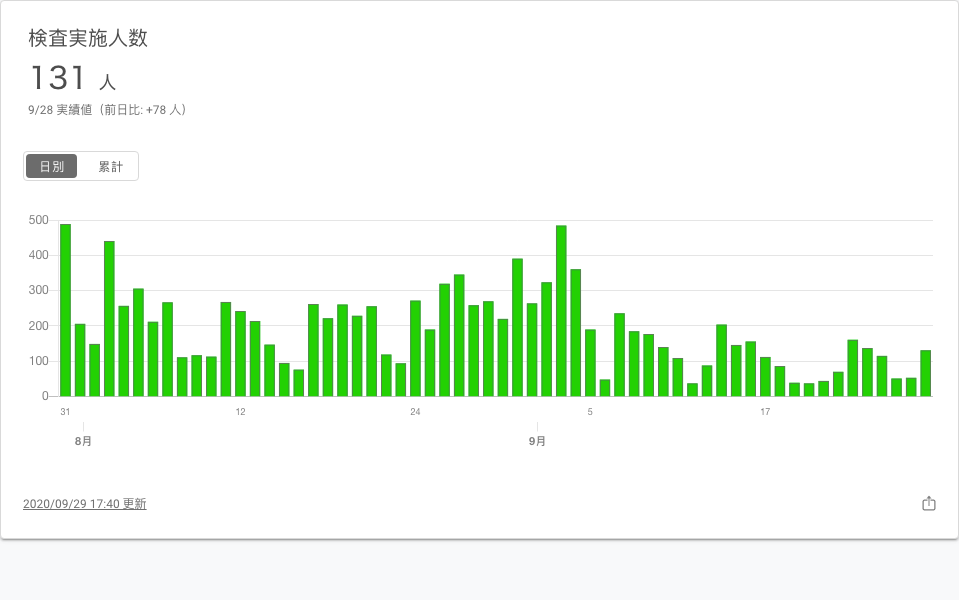 検査実施人数
131 人
9/28 実績値（前日比: +78 人）
日別 累計
500
400
300
200
100
0
31 12 24 5 17
8月 9月
2020/09/29 17:40 更新